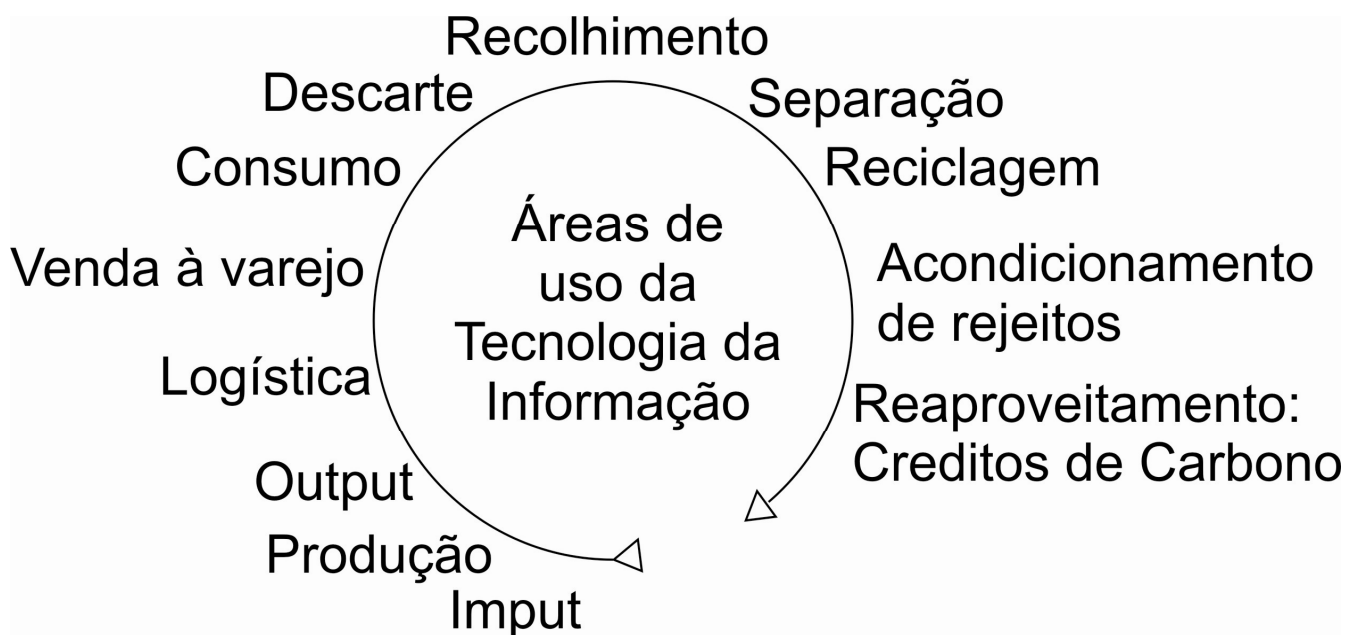 Recolhimento
Descarte
Separação
Consumo
Reciclagem
Áreas de
uso da
Tecnologia da
Informação
Venda à varejo
Acondicionamento
de rejeitos
Logística
Reaproveitamento:
Creditos de Carbono
Output
Produção
Imput